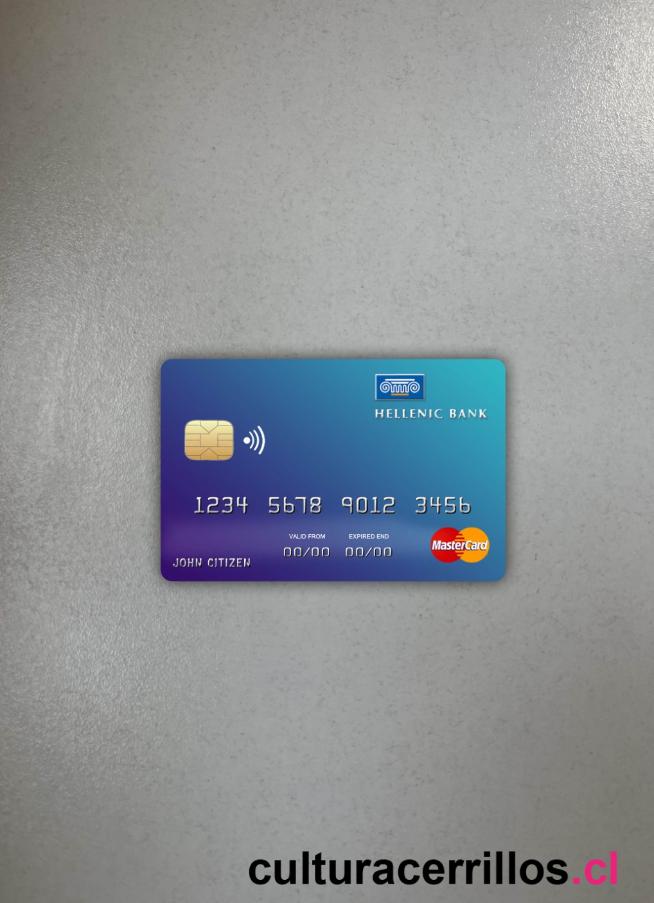 HELLENIC BANK
1234 5678 9012 3456
VALID FROM EXPIRED END
00/00 00/00
MasterCard
JOHN CITIZEN
culturacerrillos.cl